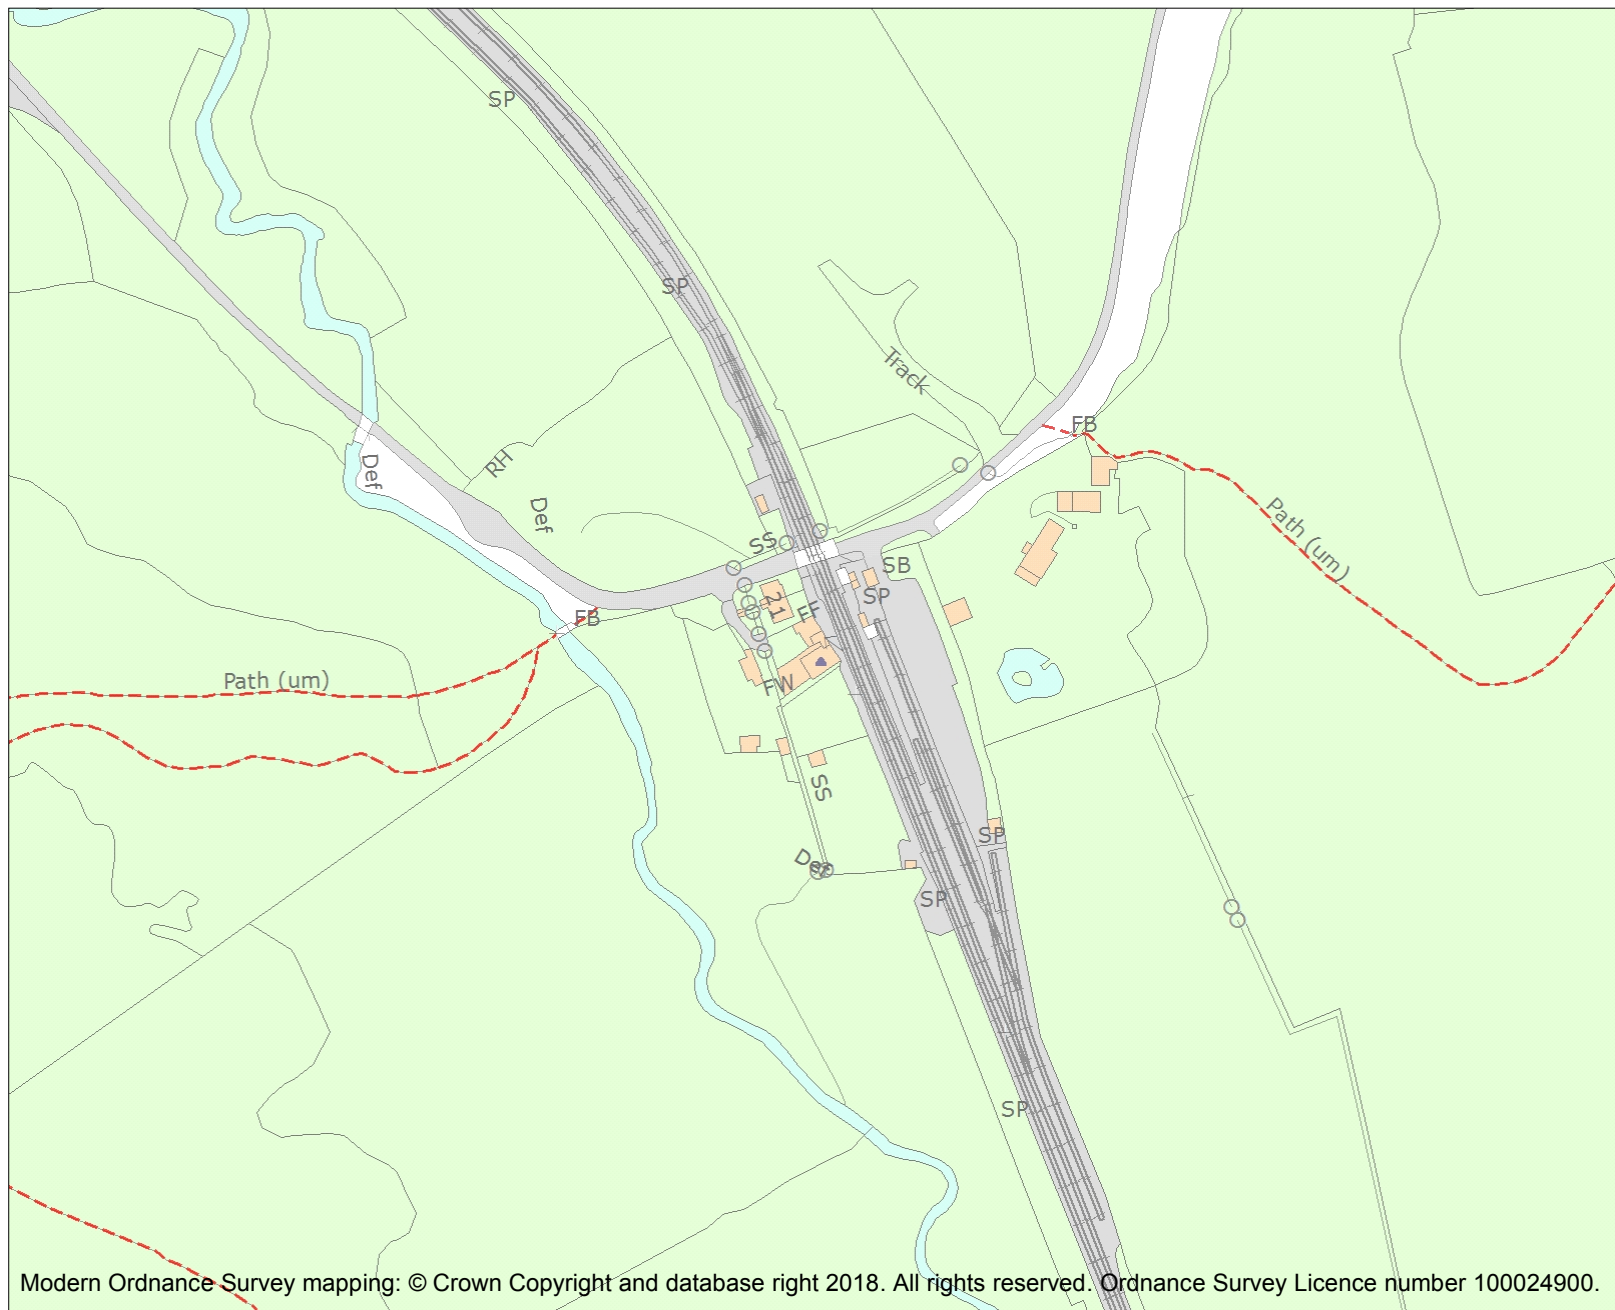 SP
SP
Track
FB
RH
Def
Def
Path (um)
SS
SB
SP
21
FF
FB
Path (um)
FW
SS
SP
Def
SP
SP
Modern Ordnance Survey mapping: © Crown Copyright and database right 2018. All rights reserved. Ordnance Survey Licence number 100024900.